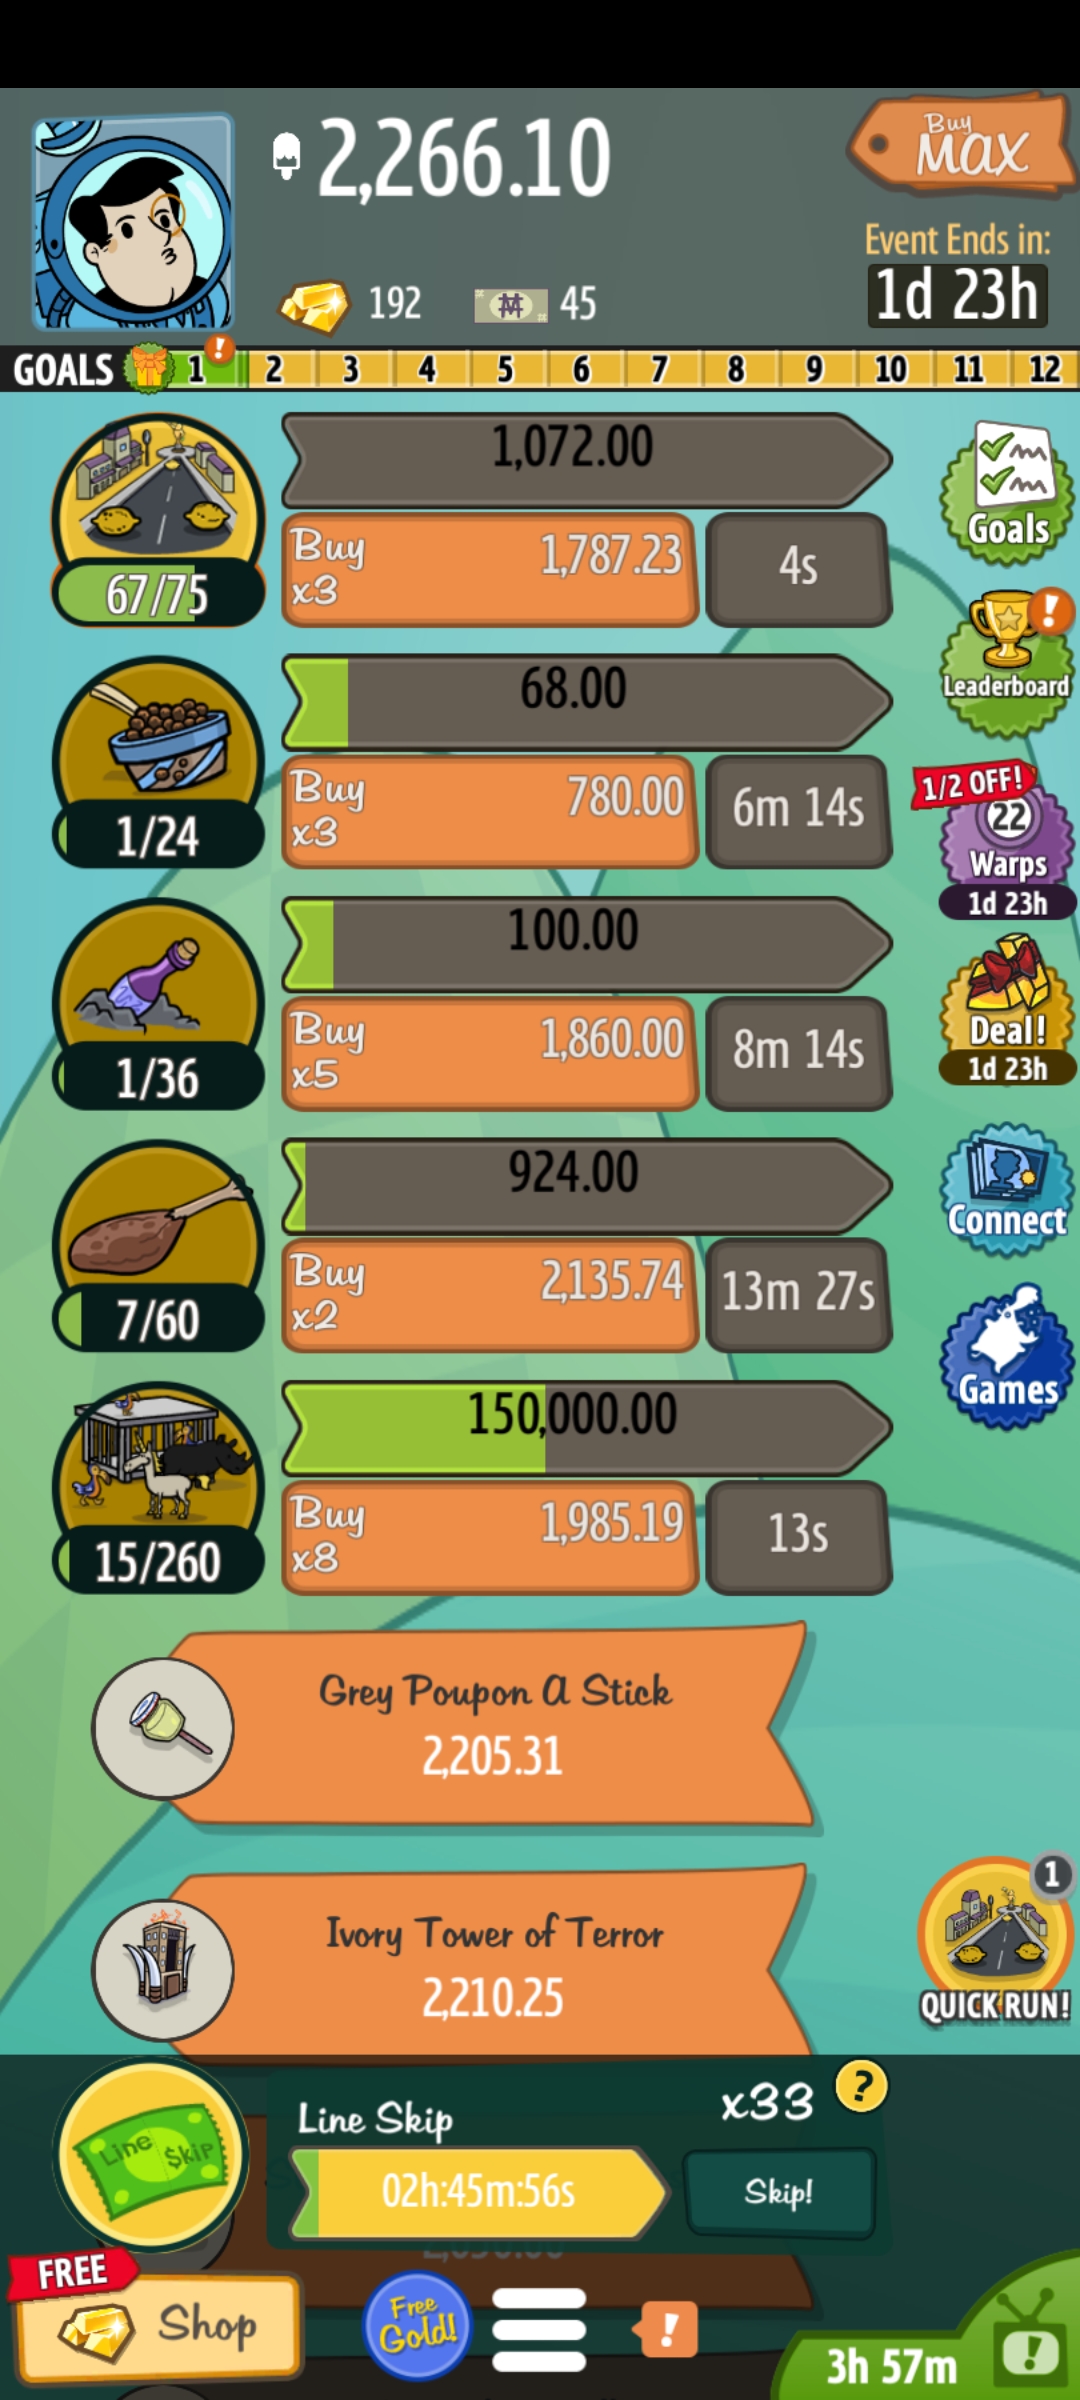 2,266.10
Buy
MAX
Event Ends in:
1d 23h
192
45
GOALS 1 ! 2 3 4 5 6 7 8 9 10 11 12
1,072.00
Buy x3 1,787.23
4s
67/75
Goals
68.00
Buy x3 780.00
6m 14s
1/24
!
Leaderboard
100.00
Buy x5 1,860.00
8m 14s
1/36
1/2 OFF!
22
Warps
1d 23h
Deal!
1d 23h
924.00
Buy x2 2,135.74
13m 27s
7/60
Connect
150,000.00
Buy x8 1,985.19
13s
15/260
Games
Grey Poupon A Stick
2,205.31
Ivory Tower of Terror
2,210.25
1
QUICK RUN!
Line $kip
Line Skip
x33
?
02h:45m:56s
Skip!
FREE
Shop
Free
Gold!
!
3h 57m
!